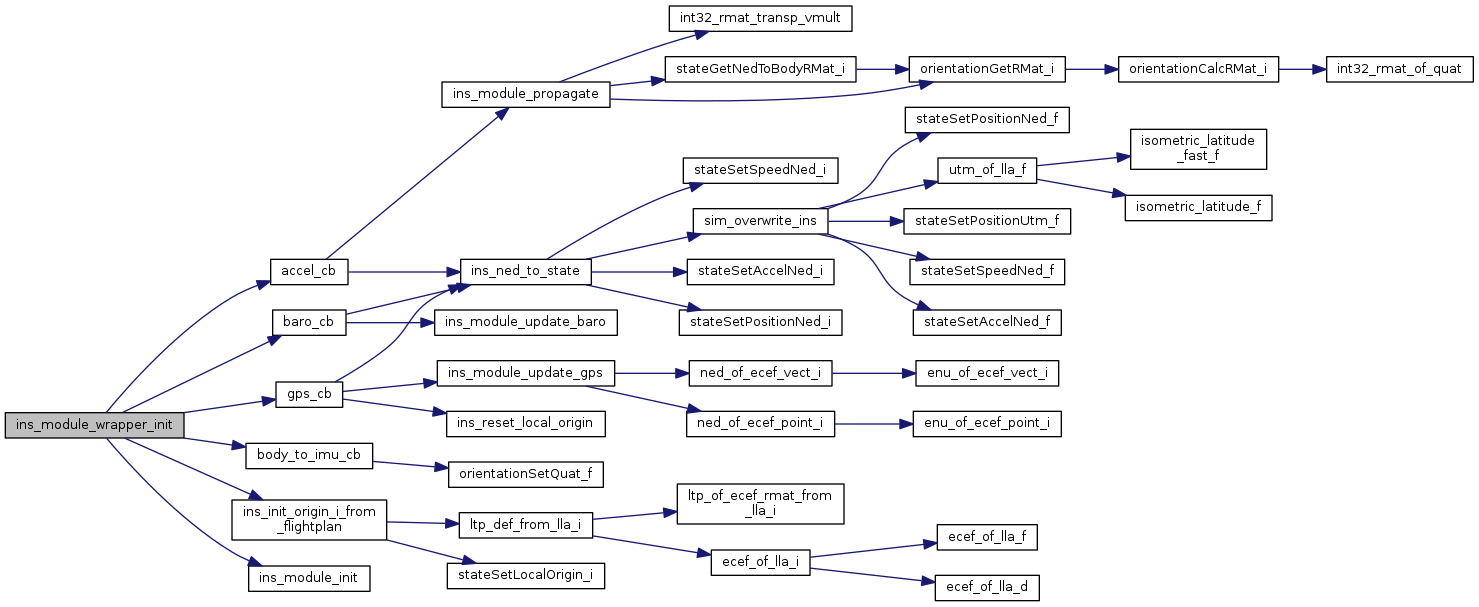 int32_rmat_transp_vmult
stateGetNedToBodyRMat_i
orientationGetRMat_i
orientationCalcRMat_i
int32_rmat_of_quat
ins_module_propagate
stateSetPositionNed_f
isometric_latitude
_fast_f
stateSetSpeedNed_i
utm_of_lla_f
isometric_latitude_f
sim_overwrite_ins
stateSetPositionUtm_f
accel_cb
ins_ned_to_state
stateSetAccelNed_i
stateSetSpeedNed_f
baro_cb
ins_module_update_baro
stateSetPositionNed_i
stateSetAccelNed_f
ins_module_update_gps
ned_of_ecef_vect_i
enu_of_ecef_vect_i
gps_cb
ins_module_wrapper_init
ins_reset_local_origin
ned_of_ecef_point_i
enu_of_ecef_point_i
body_to_imu_cb
orientationSetQuat_f
ins_init_origin_i_from
_flightplan
ltp_def_from_lla_i
ltp_of_ecef_rmat_from
_lla_i
ecef_of_lla_f
ecef_of_lla_i
ins_module_init
stateSetLocalOrigin_i
ecef_of_lla_d